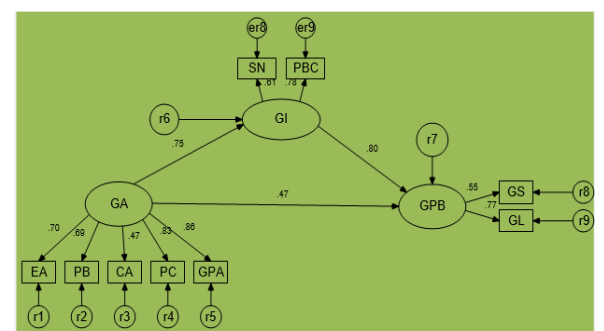 er8 er9
SN PBC
.61 .78
r6 GI r7
.75 .80
GA .47 GPB .55 GS r8
.77 GL r9
.70 .69 .47 .83 .86
EA PB CA PC GPA
r1 r2 r3 r4 r5